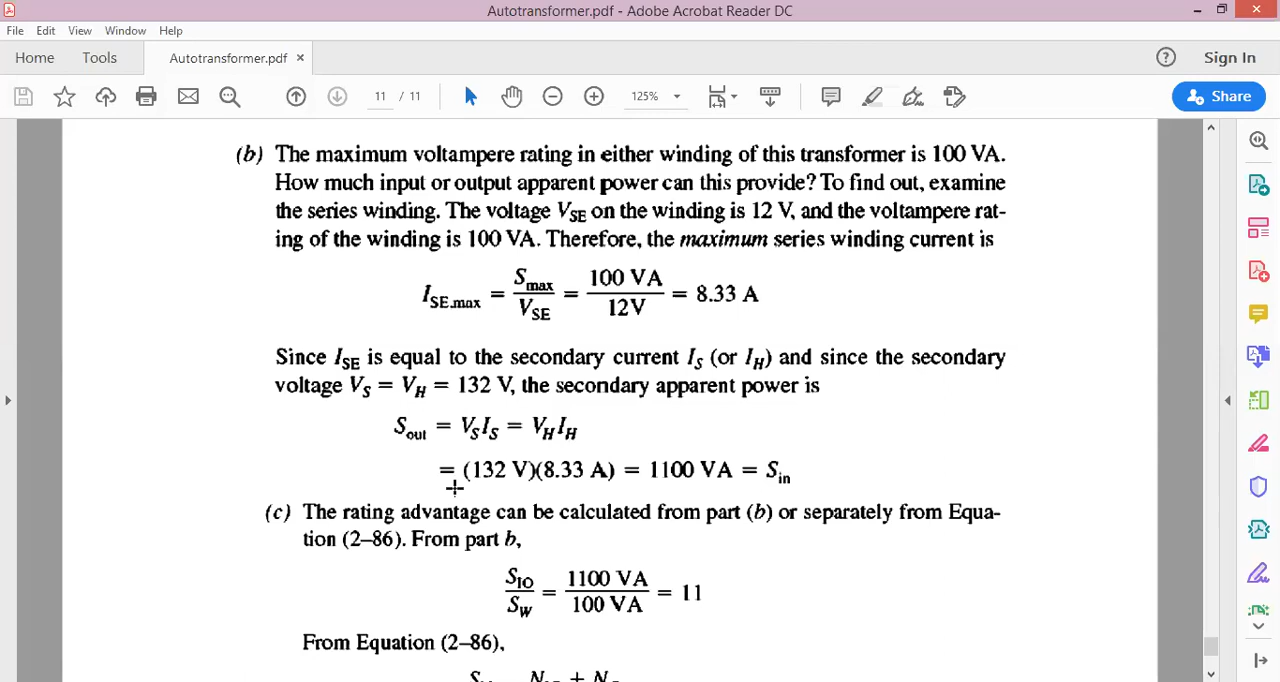 Autotransformer.pdf - Adobe Acrobat Reader DC
File Edit View Window Help
Home Tools Autotransformer.pdf × Sign In
11 / 11 125% Share
(b) The maximum voltampere rating in either winding of this transformer is 100 VA.
How much input or output apparent power can this provide? To find out, examine
the series winding. The voltage V_SE on the winding is 12 V, and the voltampere rat-
ing of the winding is 100 VA. Therefore, the maximum series winding current is
I_SE,max = S_max / V_SE = 100 VA / 12V = 8.33 A
Since I_SE is equal to the secondary current I_S (or I_H) and since the secondary
voltage V_S = V_H = 132 V, the secondary apparent power is
S_out = V_S I_S = V_H I_H
= (132 V)(8.33 A) = 1100 VA = S_in
(c) The rating advantage can be calculated from part (b) or separately from Equa-
tion (2–86). From part b,
S_IO / S_W = 1100 VA / 100 VA = 11
From Equation (2–86),